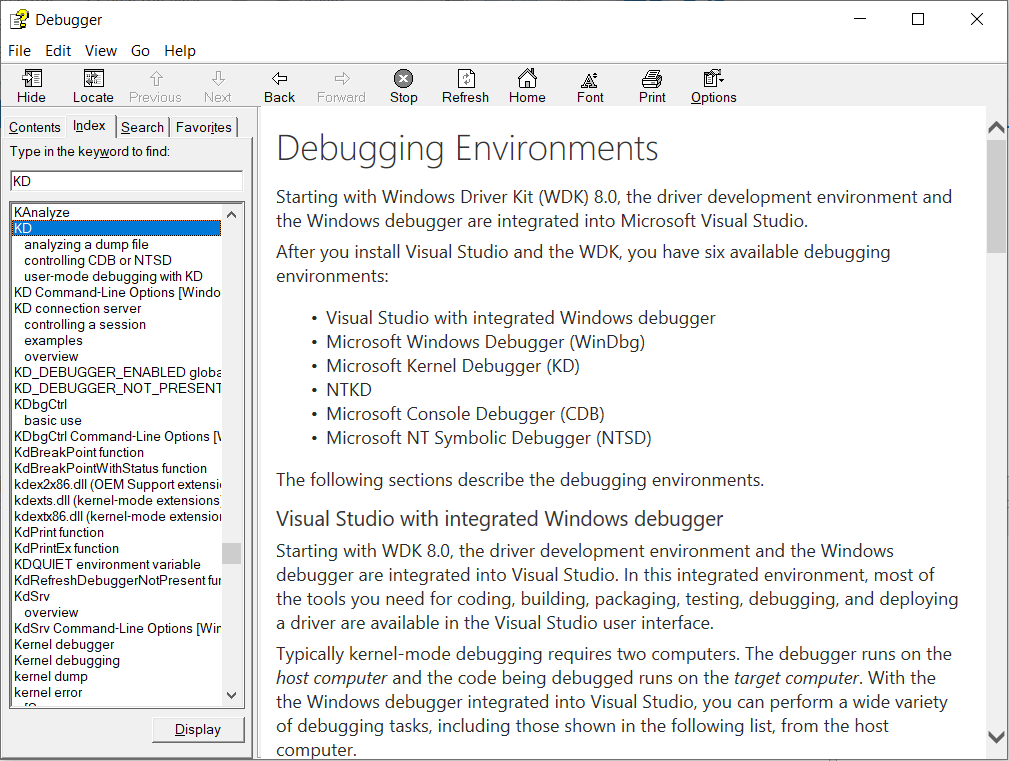 Debugger
File Edit View Go Help
Hide Locate Previous Next Back Forward Stop Refresh Home Font Print Options
Contents Index Search Favorites
Type in the keyword to find:
KD
KAnalyze
KD
analyzing a dump file
controlling CDB or NTSD
user-mode debugging with KD
KD Command-Line Options [Windo
KD connection server
controlling a session
examples
overview
KD_DEBUGGER_ENABLED globa
KD_DEBUGGER_NOT_PRESENT
KDbgCtrl
basic use
KDbgCtrl Command-Line Options [W
KdBreakPoint function
KdBreakPointWithStatus function
kdex2x86.dll (OEM Support extensi
kdexts.dll (kernel-mode extensions
kdextx86.dll (kernel-mode extension
KdPrint function
KdPrintEx function
KDQUIET environment variable
KdRefreshDebuggerNotPresent fun
KdSrv
overview
KdSrv Command-Line Options [Win
Kernel debugger
Kernel debugging
kernel dump
kernel error
Display
Debugging Environments
Starting with Windows Driver Kit (WDK) 8.0, the driver development environment and
the Windows debugger are integrated into Microsoft Visual Studio.
After you install Visual Studio and the WDK, you have six available debugging
environments:
• Visual Studio with integrated Windows debugger
• Microsoft Windows Debugger (WinDbg)
• Microsoft Kernel Debugger (KD)
• NTKD
• Microsoft Console Debugger (CDB)
• Microsoft NT Symbolic Debugger (NTSD)
The following sections describe the debugging environments.
Visual Studio with integrated Windows debugger
Starting with WDK 8.0, the driver development environment and the Windows
debugger are integrated into Visual Studio. In this integrated environment, most of
the tools you need for coding, building, packaging, testing, debugging, and deploying
a driver are available in the Visual Studio user interface.
Typically kernel-mode debugging requires two computers. The debugger runs on the
host computer and the code being debugged runs on the target computer. With the
the Windows debugger integrated into Visual Studio, you can perform a wide variety
of debugging tasks, including those shown in the following list, from the host
computer.